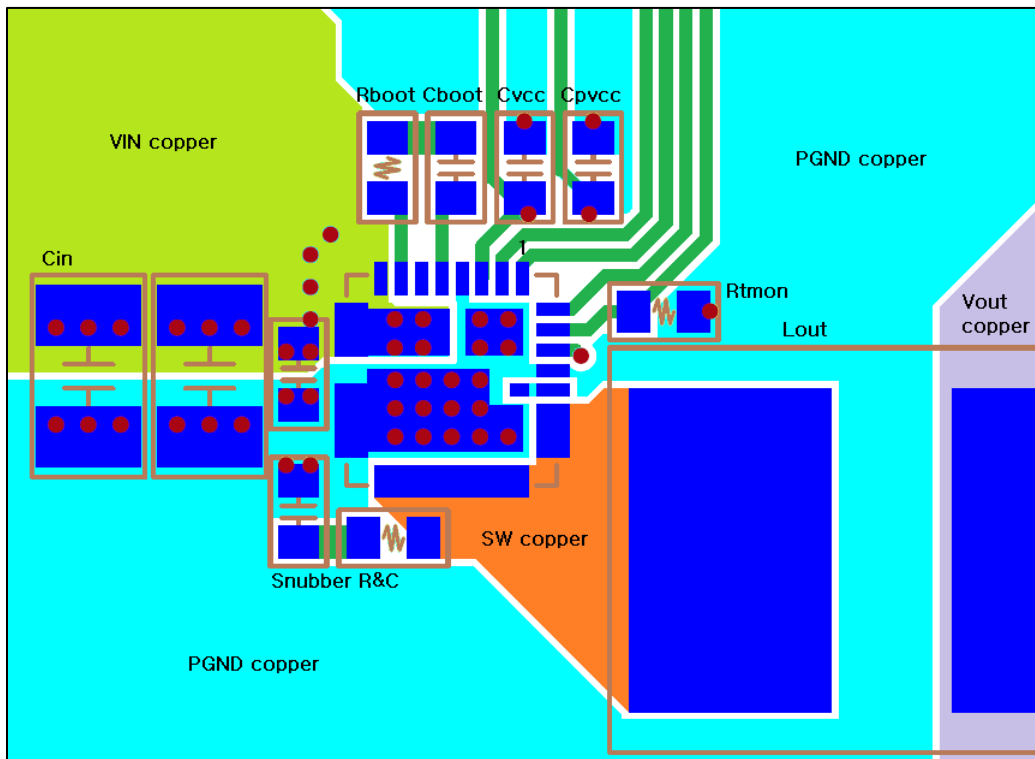 Rboot Cboot Cvcc Cpvcc
VIN copper
PGND copper
1
Cin
Rtmon
Vout
copper
Lout
SW copper
Snubber R&C
PGND copper